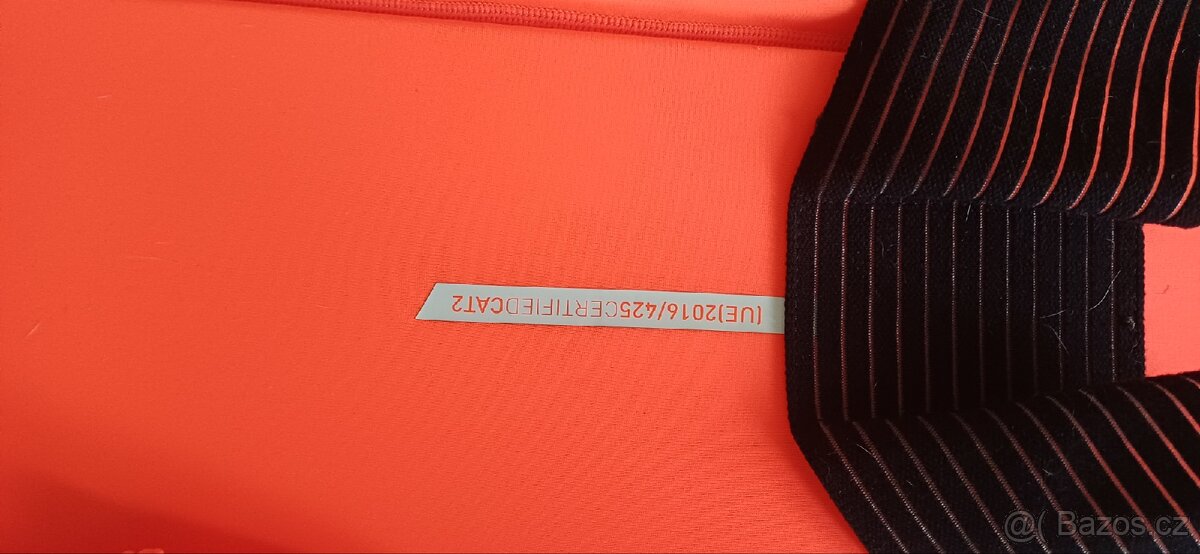 (UE)2016/425CERTIFIEDCAT2
@( Bazos.cz